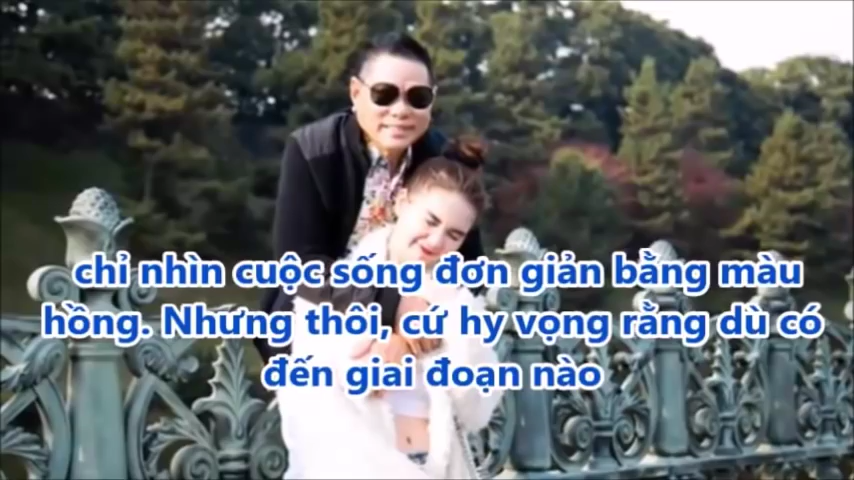 chỉ nhìn cuộc sống đơn giản bằng màu
hồng. Nhưng thôi, cứ hy vọng rằng dù có
đến giai đoạn nào